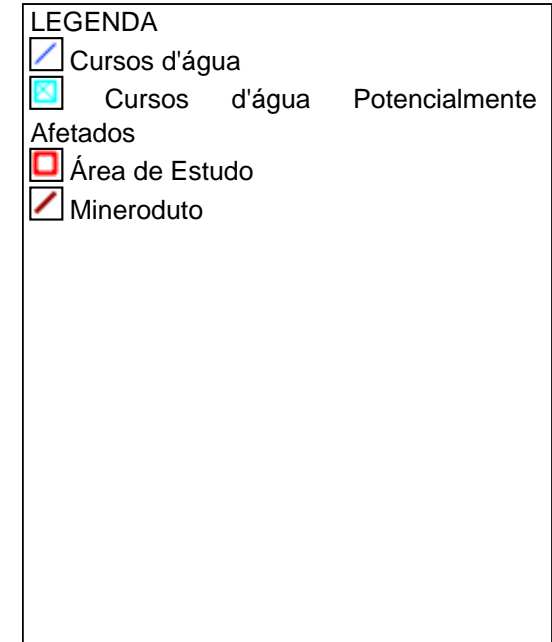 LEGENDA
Cursos d'água
Cursos d'água Potencialmente
Afetados
Área de Estudo
Mineroduto